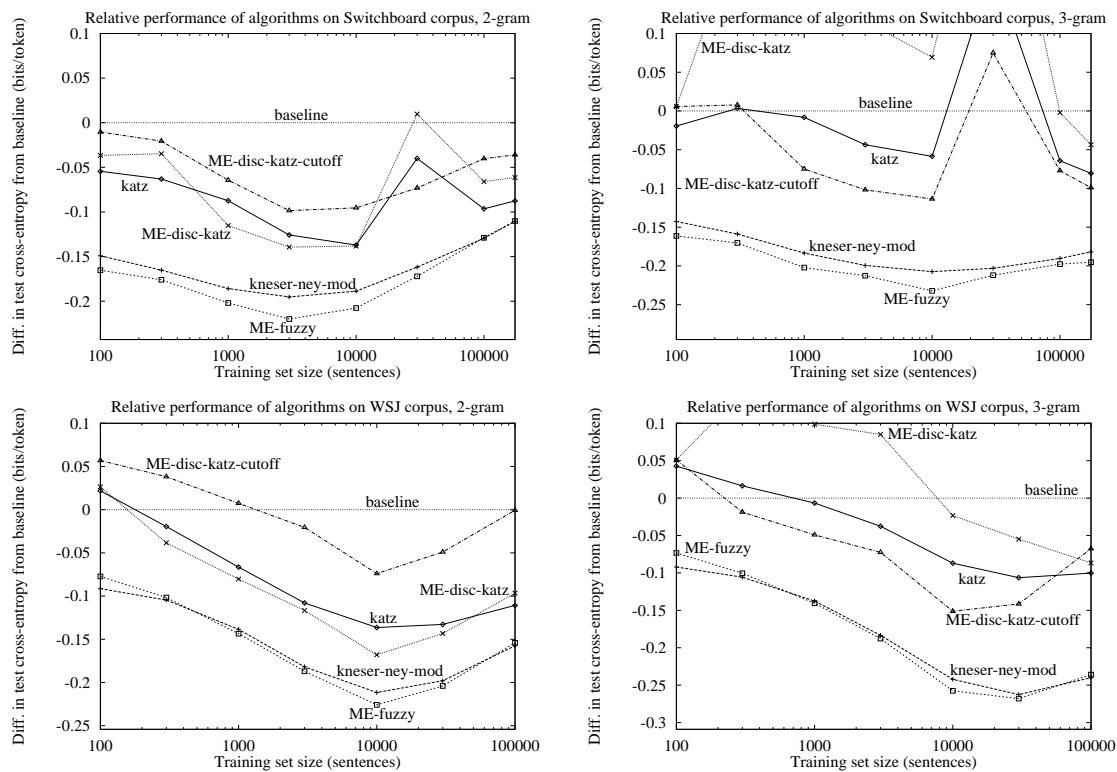 Relative performance of algorithms on Switchboard corpus, 2-gram
Diff. in test cross-entropy from baseline (bits/token)
0.1
0.05
0
-0.05
-0.1
-0.15
-0.2
baseline
ME-disc-katz-cutoff
katz
ME-disc-katz
kneser-ney-mod
ME-fuzzy
100
1000
10000
100000
Training set size (sentences)
Relative performance of algorithms on Switchboard corpus, 3-gram
Diff. in test cross-entropy from baseline (bits/token)
0.1
0.05
0
-0.05
-0.1
-0.15
-0.2
-0.25
ME-disc-katz
baseline
katz
ME-disc-katz-cutoff
kneser-ney-mod
ME-fuzzy
100
1000
10000
100000
Training set size (sentences)
Relative performance of algorithms on WSJ corpus, 2-gram
Diff. in test cross-entropy from baseline (bits/token)
0.1
0.05
0
-0.05
-0.1
-0.15
-0.2
-0.25
ME-disc-katz-cutoff
baseline
ME-disc-katz
katz
kneser-ney-mod
ME-fuzzy
100
1000
10000
100000
Training set size (sentences)
Relative performance of algorithms on WSJ corpus, 3-gram
Diff. in test cross-entropy from baseline (bits/token)
0.1
0.05
0
-0.05
-0.1
-0.15
-0.2
-0.25
-0.3
ME-disc-katz
baseline
ME-fuzzy
katz
ME-disc-katz-cutoff
kneser-ney-mod
100
1000
10000
100000
Training set size (sentences)